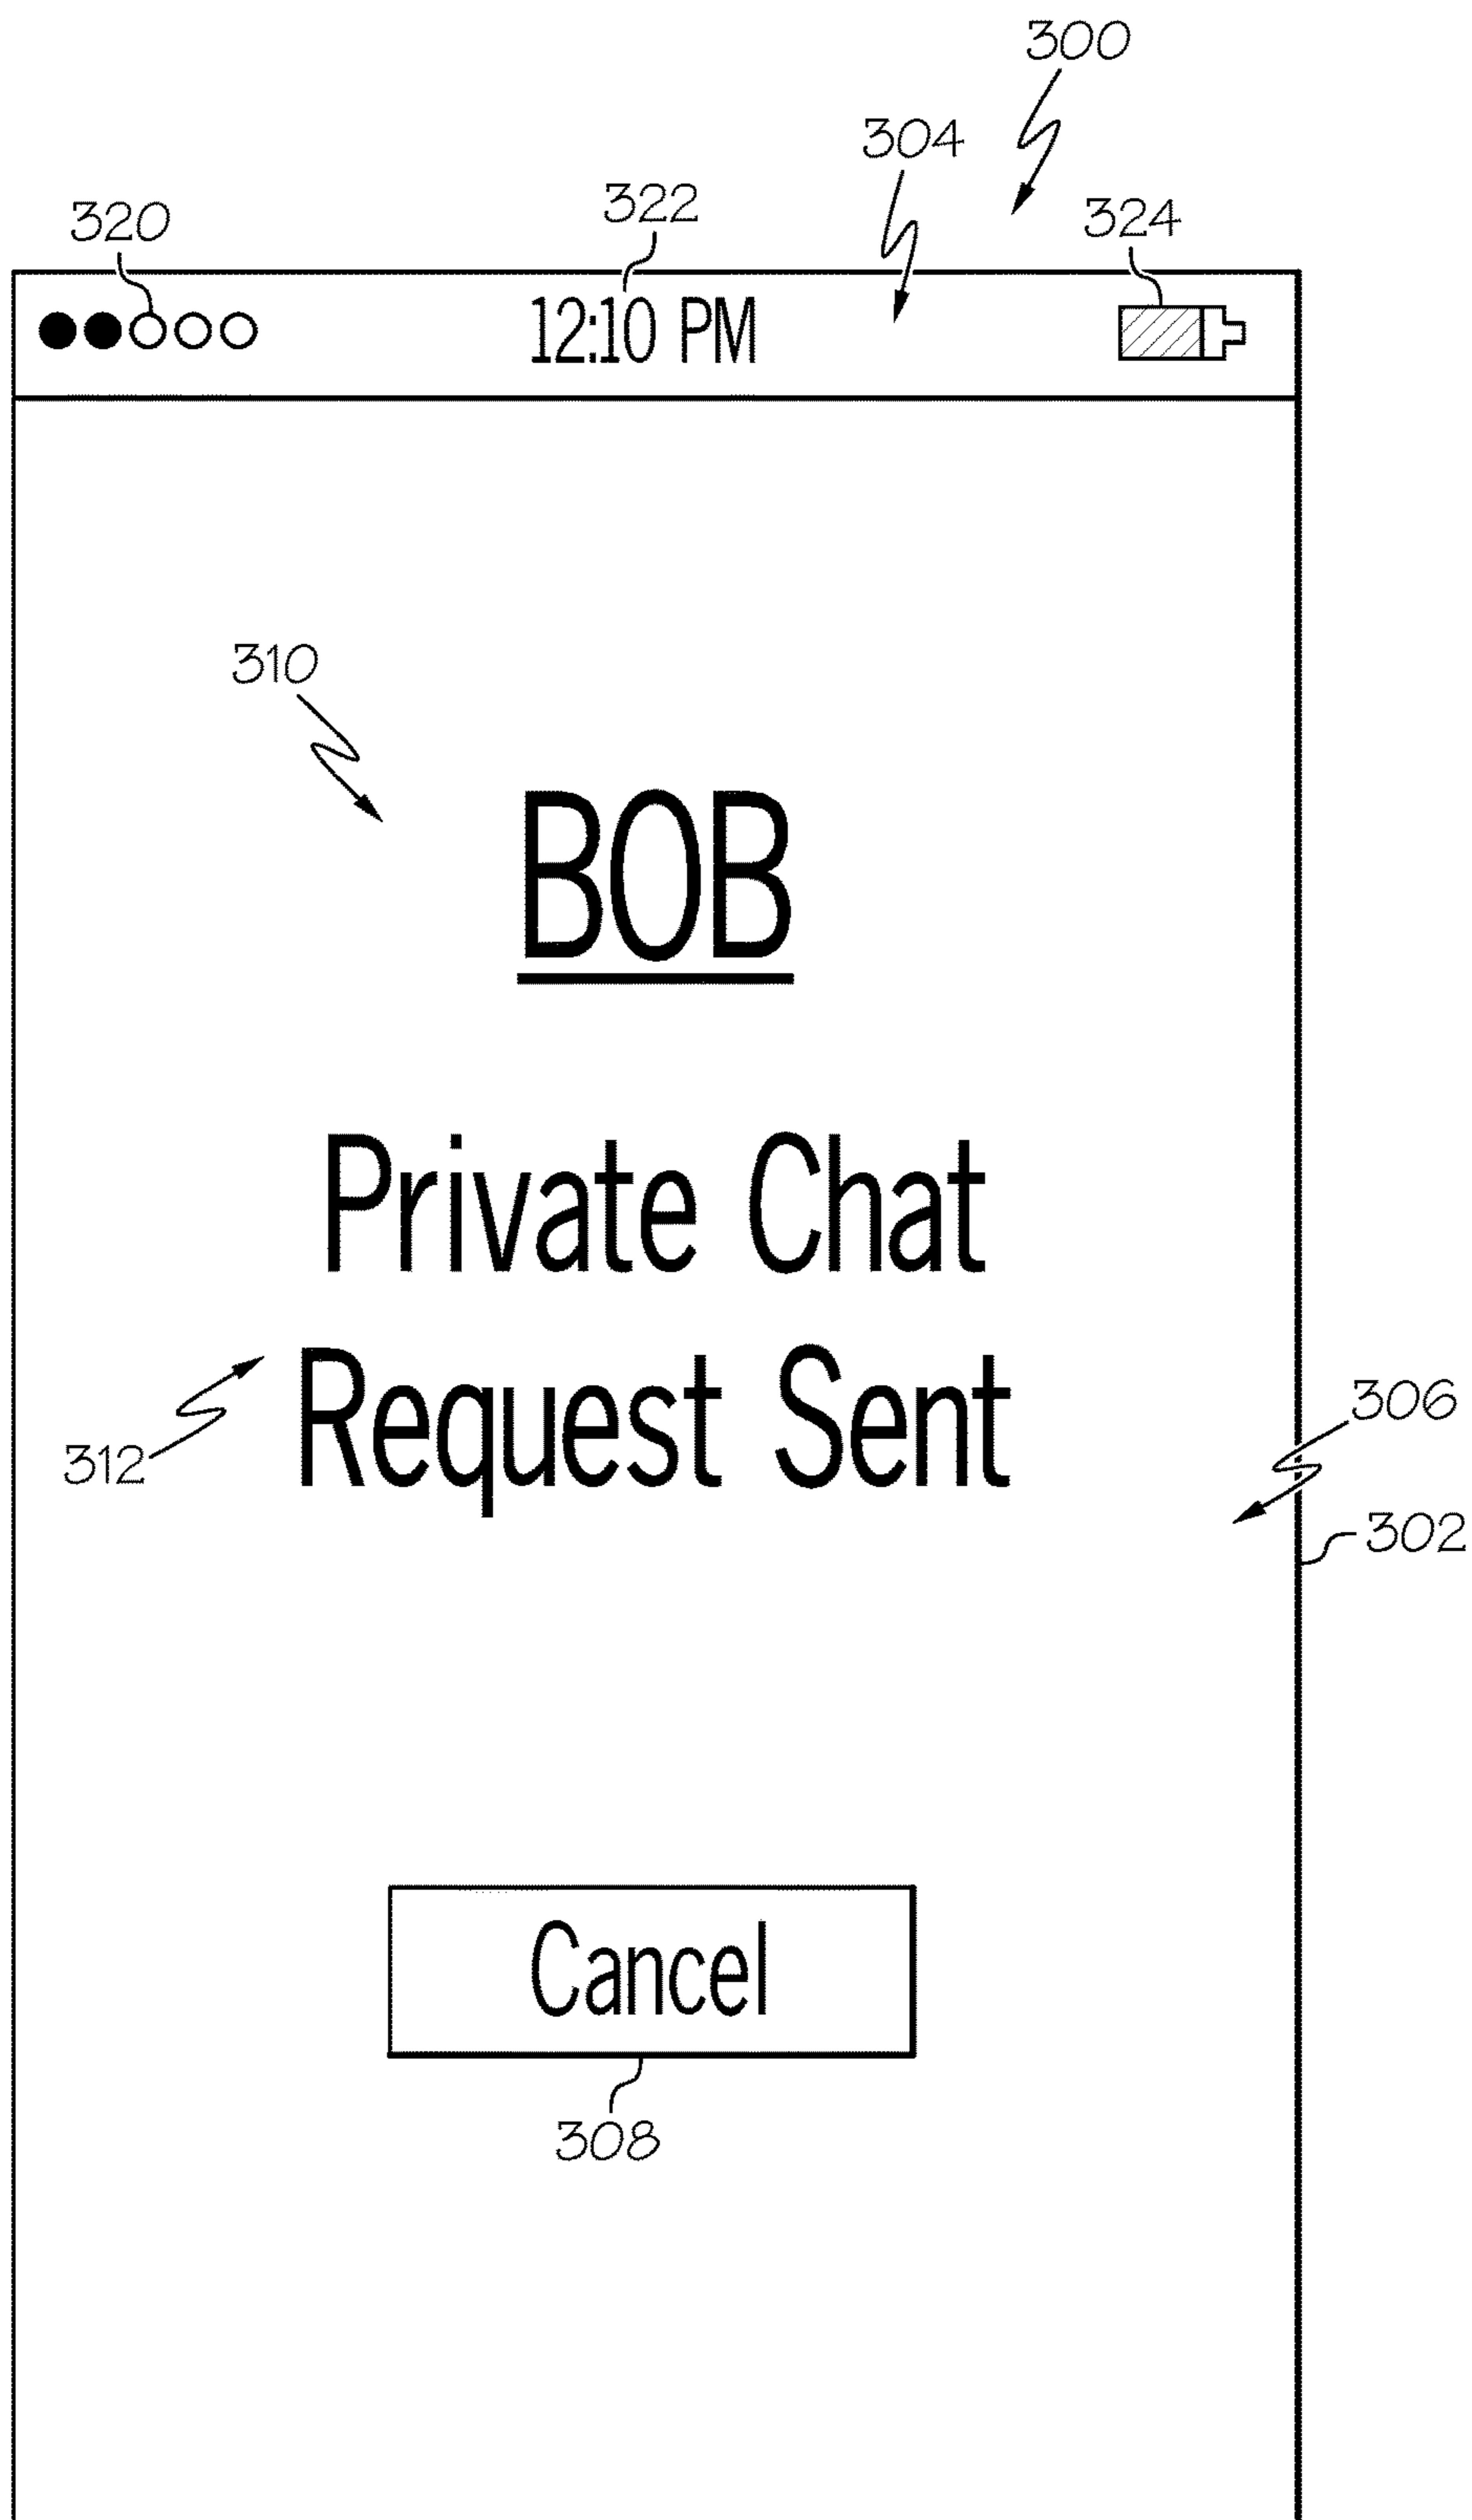 300
304
322
320
324
12:10 PM
310
BOB
Private Chat
Request Sent
312
306
302
Cancel
308